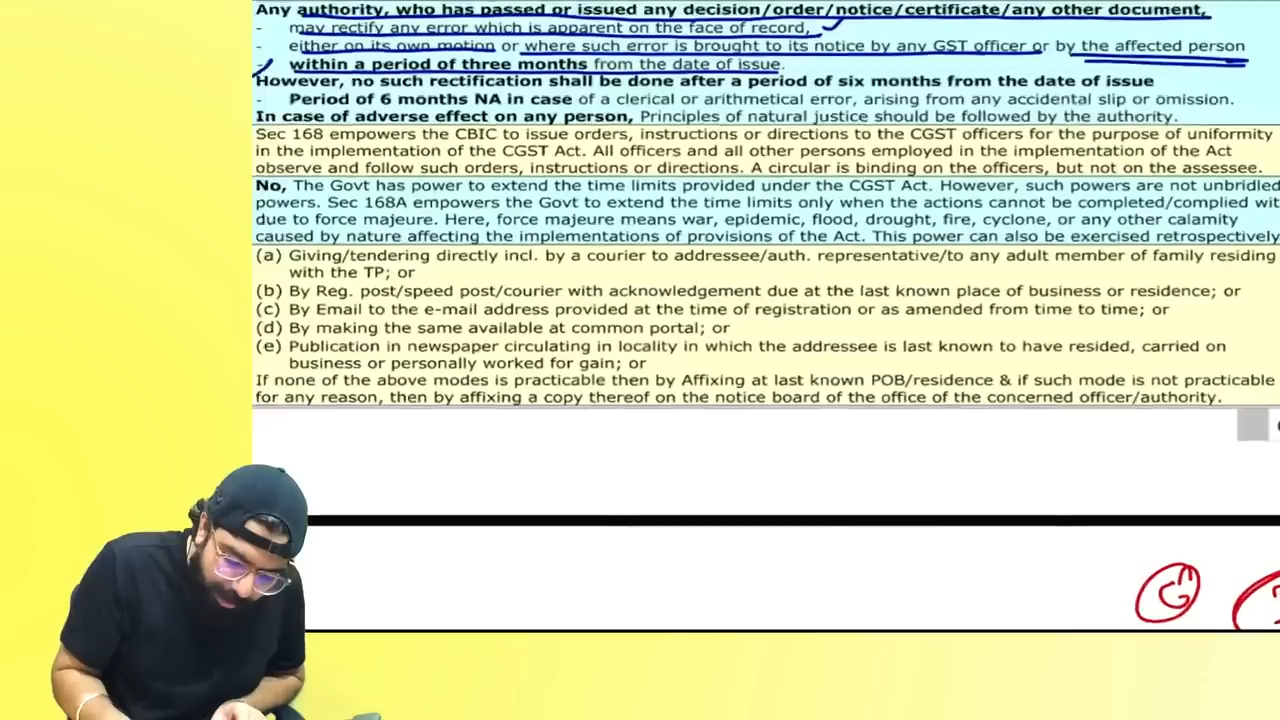 Any authority, who has passed or issued any decision/order/notice/certificate/any other document,
- may rectify any error which is apparent on the face of record,
- either on its own motion or where such error is brought to its notice by any GST officer or by the affected person
- within a period of three months from the date of issue.
However, no such rectification shall be done after a period of six months from the date of issue
- Period of 6 months NA in case of a clerical or arithmetical error, arising from any accidental slip or omission.
In case of adverse effect on any person, Principles of natural justice should be followed by the authority.
Sec 168 empowers the CBIC to issue orders, instructions or directions to the CGST officers for the purpose of uniformity
in the implementation of the CGST Act. All officers and all other persons employed in the implementation of the Act
observe and follow such orders, instructions or directions. A circular is binding on the officers, but not on the assessee.
No, The Govt has power to extend the time limits provided under the CGST Act. However, such powers are not unbridled
powers. Sec 168A empowers the Govt to extend the time limits only when the actions cannot be completed/complied wit
due to force majeure. Here, force majeure means war, epidemic, flood, drought, fire, cyclone, or any other calamity
caused by nature affecting the implementations of provisions of the Act. This power can also be exercised retrospectively
(a) Giving/tendering directly incl. by a courier to addressee/auth. representative/to any adult member of family residing
with the TP; or
(b) By Reg. post/speed post/courier with acknowledgement due at the last known place of business or residence; or
(c) By Email to the e-mail address provided at the time of registration or as amended from time to time; or
(d) By making the same available at common portal; or
(e) Publication in newspaper circulating in locality in which the addressee is last known to have resided, carried on
business or personally worked for gain; or
If none of the above modes is practicable then by Affixing at last known POB/residence & if such mode is not practicable
for any reason, then by affixing a copy thereof on the notice board of the office of the concerned officer/authority.